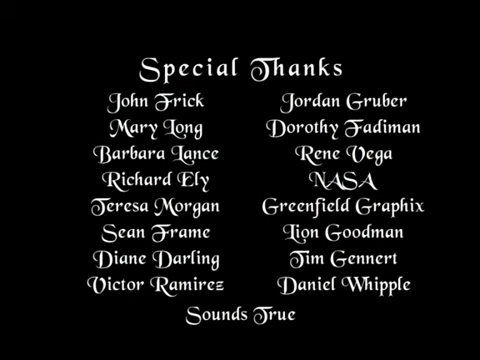 Special Thanks
John Frick Jordan Gruber
Mary Long Dorothy Fadiman
Barbara Lance Rene Vega
Richard Ely NASA
Teresa Morgan Greenfield Graphix
Sean Frame Lion Goodman
Diane Darling Tim Gennert
Victor Ramirez Daniel Whipple
Sounds True